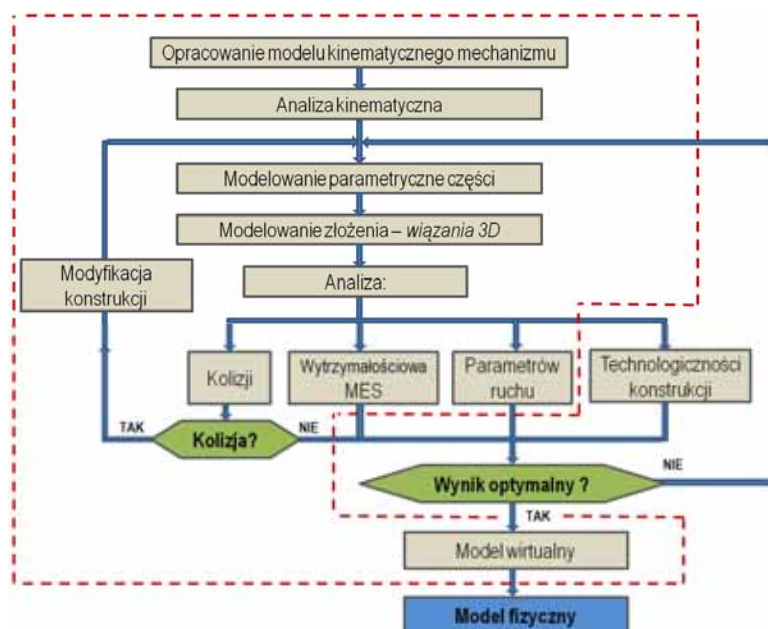 Opracowanie modelu kinematycznego mechanizmu
Analiza kinematyczna
Modelowanie parametryczne części
Modelowanie złożenia – wiązania 3D
Modyfikacja
konstrukcji
Analiza:
Kolizji
Wytrzymałościowa
MES
Parametrów
ruchu
Technologiczności
konstrukcji
TAK
Kolizja?
NIE
Wynik optymalny ?
NIE
TAK
Model wirtualny
Model fizyczny